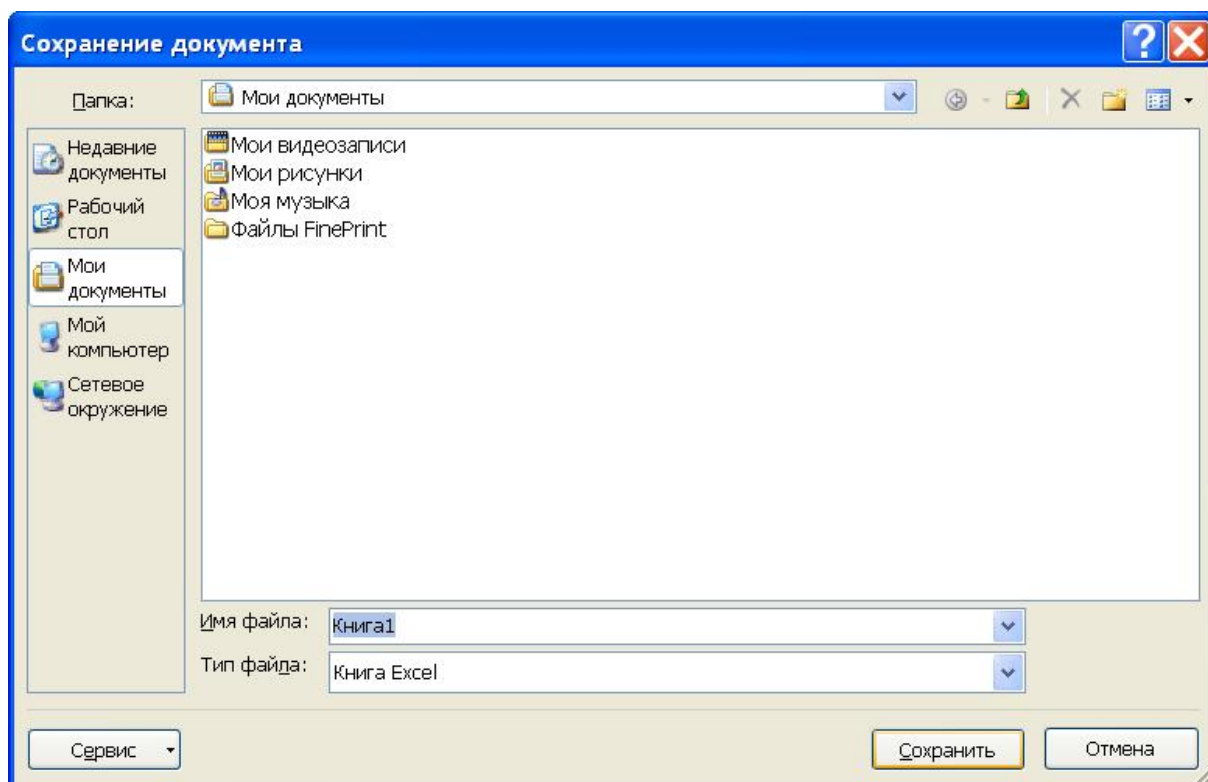 Сохранение документа
Папка:
Мои документы
Недавние
документы
Рабочий
стол
Мои
документы
Мой
компьютер
Сетевое
окружение
Мои видеозаписи
Мои рисунки
Моя музыка
Файлы FinePrint
Имя файла:
Книга1
Тип файла:
Книга Excel
Сервис
Сохранить
Отмена